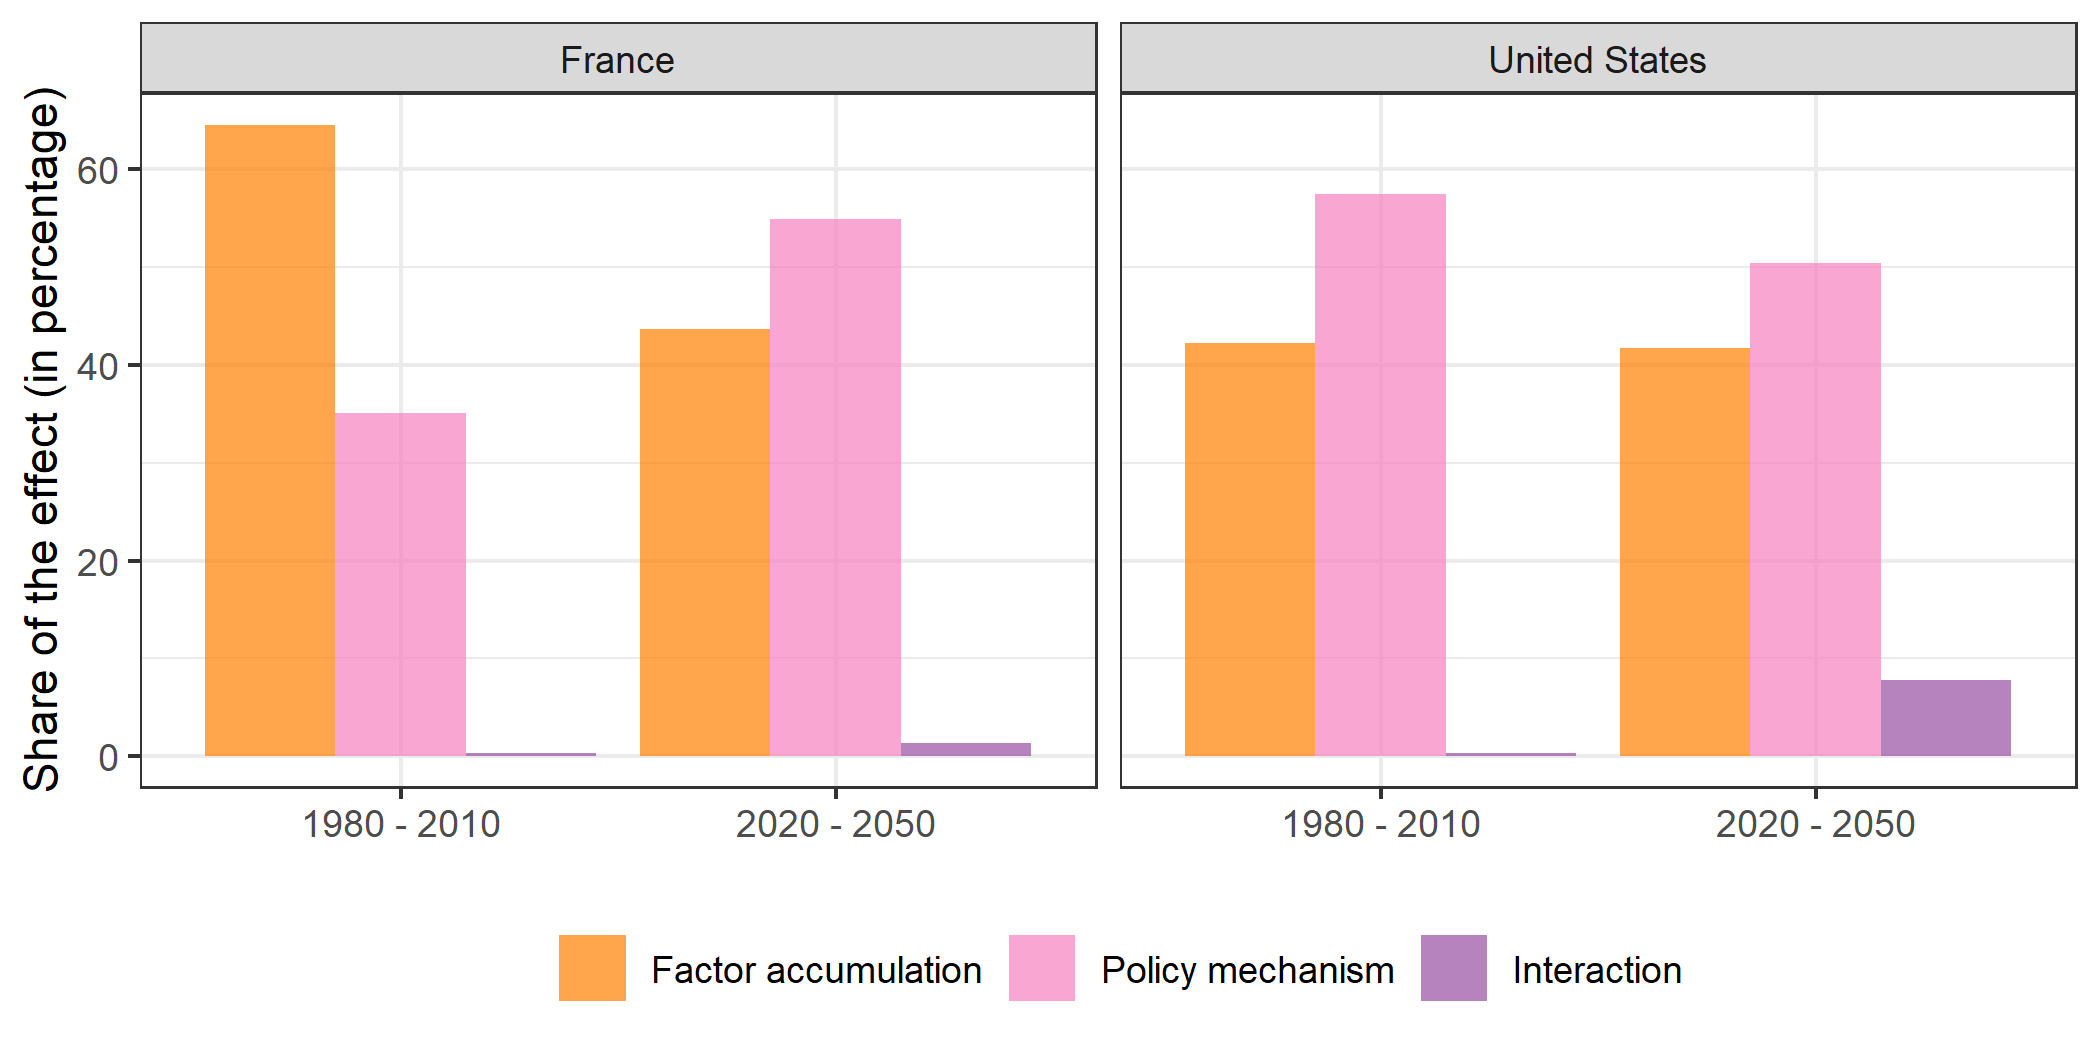 France
United States
Share of the effect (in percentage)
60
40
20
0
1980 - 2010
2020 - 2050
1980 - 2010
2020 - 2050
Factor accumulation
Policy mechanism
Interaction